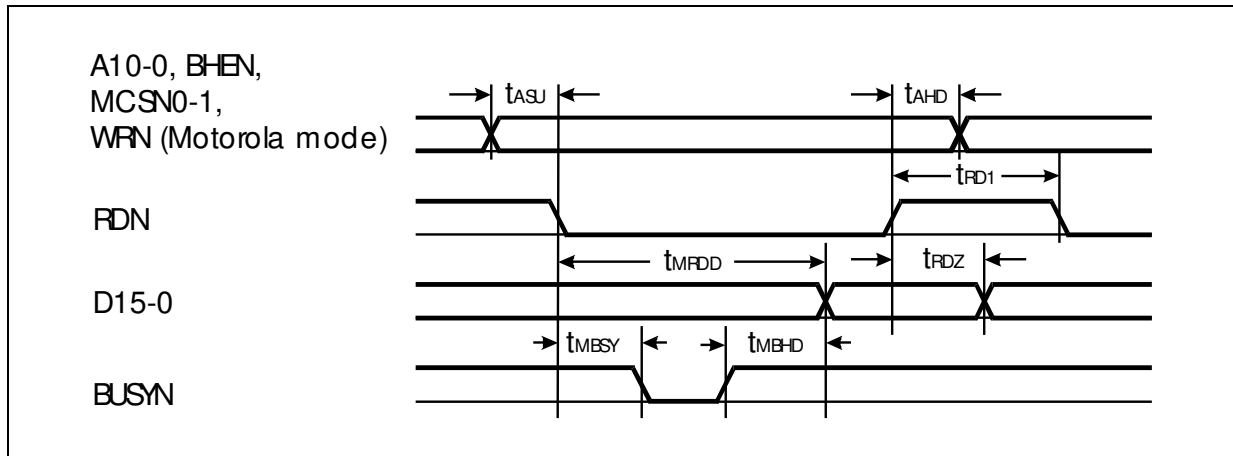 A10-0, BHEN,
MCSN0-1,
WRN (Motorola mode)
tASU
tAHD
tRD1
RDN
tMRDD
tRDZ
D15-0
tMBSY
tMBHD
BUSYN